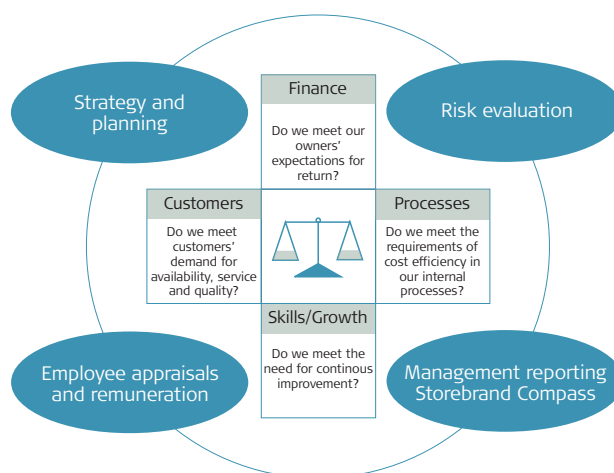 Strategy and
planning
Risk evaluation
Finance
Do we meet our
owners'
expectations for
return?
Customers
Do we meet
customers'
demand for
availability, service
and quality?
Processes
Do we meet the
requirements of
cost efficiency in
our internal
processes?
Skills/Growth
Do we meet the
need for continous
improvement?
Employee appraisals
and remuneration
Management reporting
Storebrand Compass